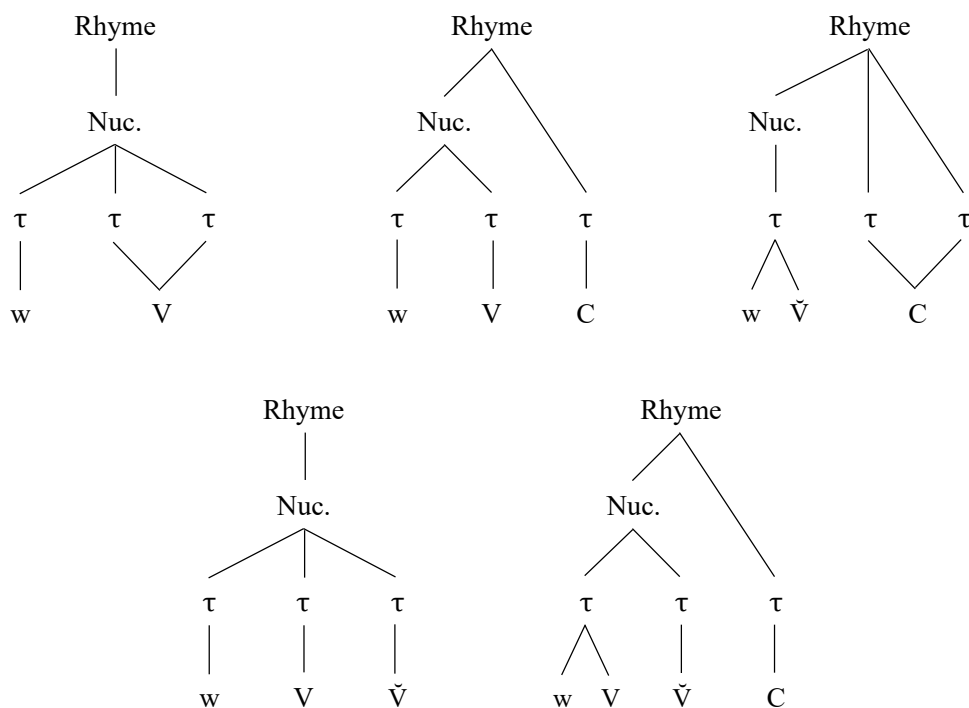 Rhyme Rhyme Rhyme
Nuc. Nuc. Nuc.
τ τ τ τ τ τ τ τ τ
w V w V C w V̆ C
Rhyme Rhyme
Nuc. Nuc.
τ τ τ τ τ τ
w V V̆ w V V̆ C